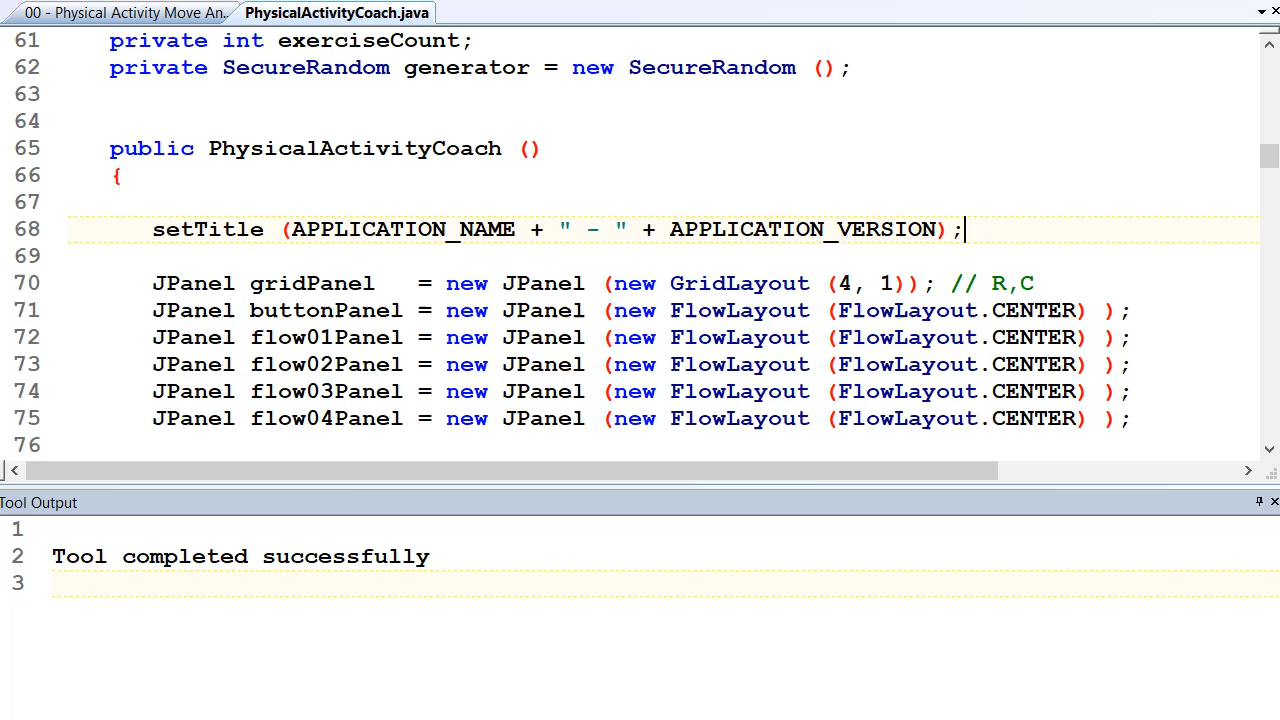 00 - Physical Activity Move An... PhysicalActivityCoach.java
61 private int exerciseCount;
62 private SecureRandom generator = new SecureRandom ();
63
64
65 public PhysicalActivityCoach ()
66 {
67
68 setTitle (APPLICATION_NAME + " - " + APPLICATION_VERSION);
69
70 JPanel gridPanel   = new JPanel (new GridLayout (4, 1)); // R,C
71 JPanel buttonPanel = new JPanel (new FlowLayout (FlowLayout.CENTER) );
72 JPanel flow01Panel = new JPanel (new FlowLayout (FlowLayout.CENTER) );
73 JPanel flow02Panel = new JPanel (new FlowLayout (FlowLayout.CENTER) );
74 JPanel flow03Panel = new JPanel (new FlowLayout (FlowLayout.CENTER) );
75 JPanel flow04Panel = new JPanel (new FlowLayout (FlowLayout.CENTER) );
76
Tool Output
1
2 Tool completed successfully
3